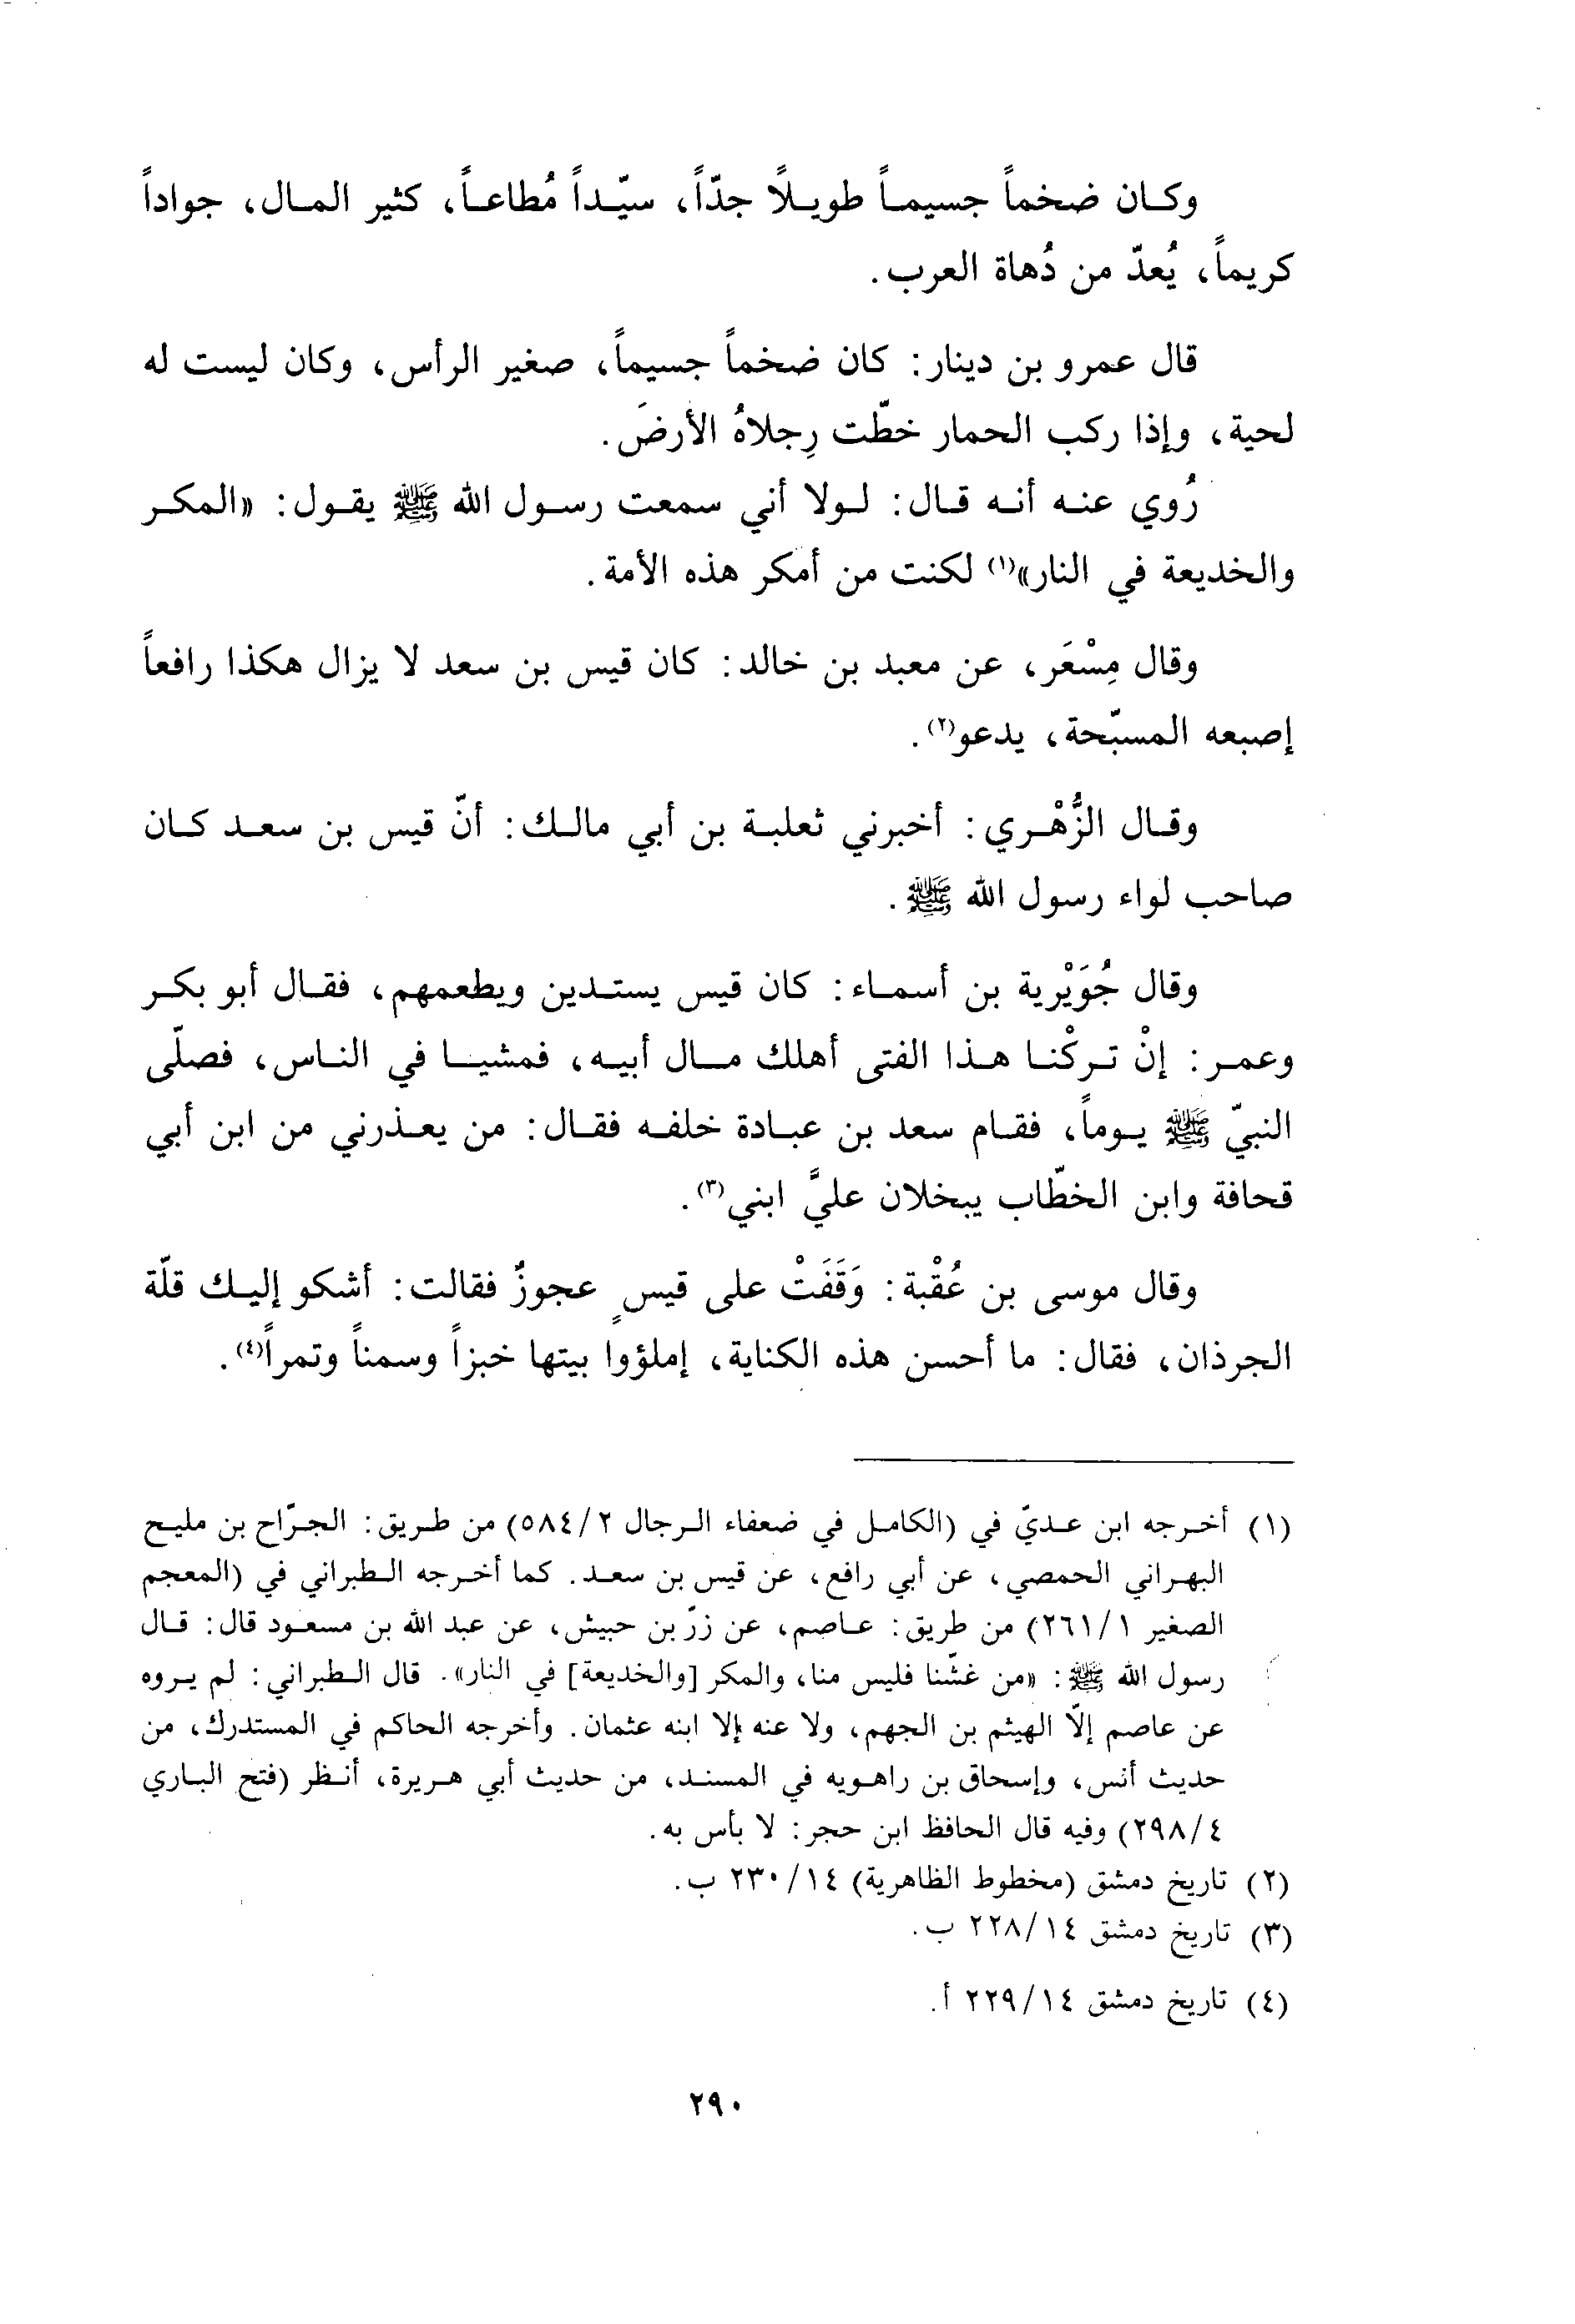 وكان ضخماً جسيماً طويلاً جدّاً، سيّداً مُطاعاً، كثير المال، جواداً
كريماً، يُعدّ من دُهاة العرب.
قال عمرو بن دينار: كان ضخماً جسيماً، صغير الرأس، وكان ليست له
لحية، وإذا ركب الحمار خطّت رِجلاهُ الأرضَ.
رُوي عنه أنه قال: لولا أني سمعت رسول الله ﷺ يقول: «المكر
والخديعة في النار»(١) لكنت من أمكر هذه الأمة.
وقال مِسْعَر، عن معبد بن خالد: كان قيس بن سعد لا يزال هكذا رافعاً
إصبعه المسبّحة، يدعو(٢).
وقال الزُّهْري: أخبرني ثعلبة بن أبي مالك: أنّ قيس بن سعد كان
صاحب لواء رسول الله ﷺ.
وقال جُوَيْرية بن أسماء: كان قيس يستدين ويطعمهم، فقال أبو بكر
وعمر: إنْ تركْنا هذا الفتى أهلك مال أبيه، فمشيا في الناس، فصلّى
النبيّ ﷺ يوماً، فقام سعد بن عبادة خلفه فقال: من يعذرني من ابن أبي
قحافة وابن الخطّاب يبخلان عليَّ ابني(٣).
وقال موسى بن عُقْبة: وَقَفَتْ على قيسٍ عجوزٌ فقالت: أشكو إليك قلّة
الجرذان، فقال: ما أحسن هذه الكناية، إملؤوا بيتها خبزاً وسمناً وتمراً(٤).
(١) أخرجه ابن عديّ في (الكامل في ضعفاء الرجال ٢/٥٨٤) من طريق: الجرّاح بن مليح
البهراني الحمصي، عن أبي رافع، عن قيس بن سعد. كما أخرجه الطبراني في (المعجم
الصغير ١/٢٦١) من طريق: عاصم، عن زرّ بن حبيش، عن عبد الله بن مسعود قال: قال
رسول الله ﷺ: «من غشّنا فليس منا، والمكر [والخديعة] في النار». قال الطبراني: لم يروه
عن عاصم إلّا الهيثم بن الجهم، ولا عنه إلا ابنه عثمان. وأخرجه الحاكم في المستدرك، من
حديث أنس، وإسحاق بن راهويه في المسند، من حديث أبي هريرة، أنظر (فتح الباري
٤/٢٩٨) وفيه قال الحافظ ابن حجر: لا بأس به.
(٢) تاريخ دمشق (مخطوط الظاهرية) ١٤/٢٣٠ ب.
(٣) تاريخ دمشق ١٤/٢٢٨ ب.
(٤) تاريخ دمشق ١٤/٢٢٩ أ.
٢٩٠